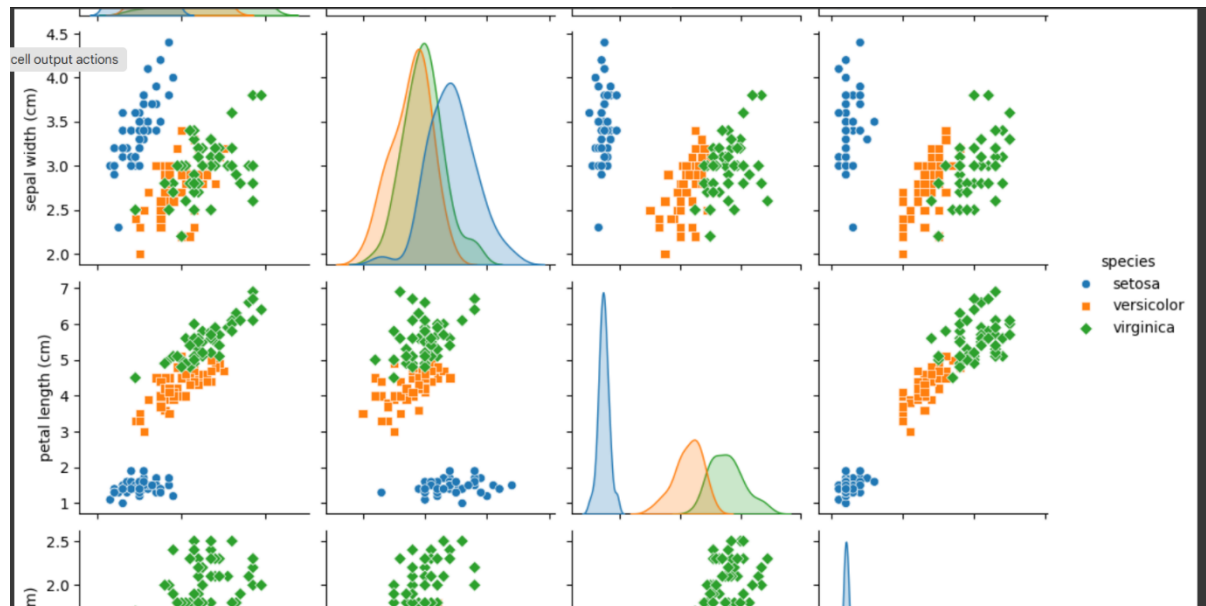 4.5
cell output actions
4.0
3.5
3.0
2.5
2.0
sepal width (cm)
species
setosa
versicolor
virginica
7
6
5
4
3
2
1
petal length (cm)
2.5
2.0
m)